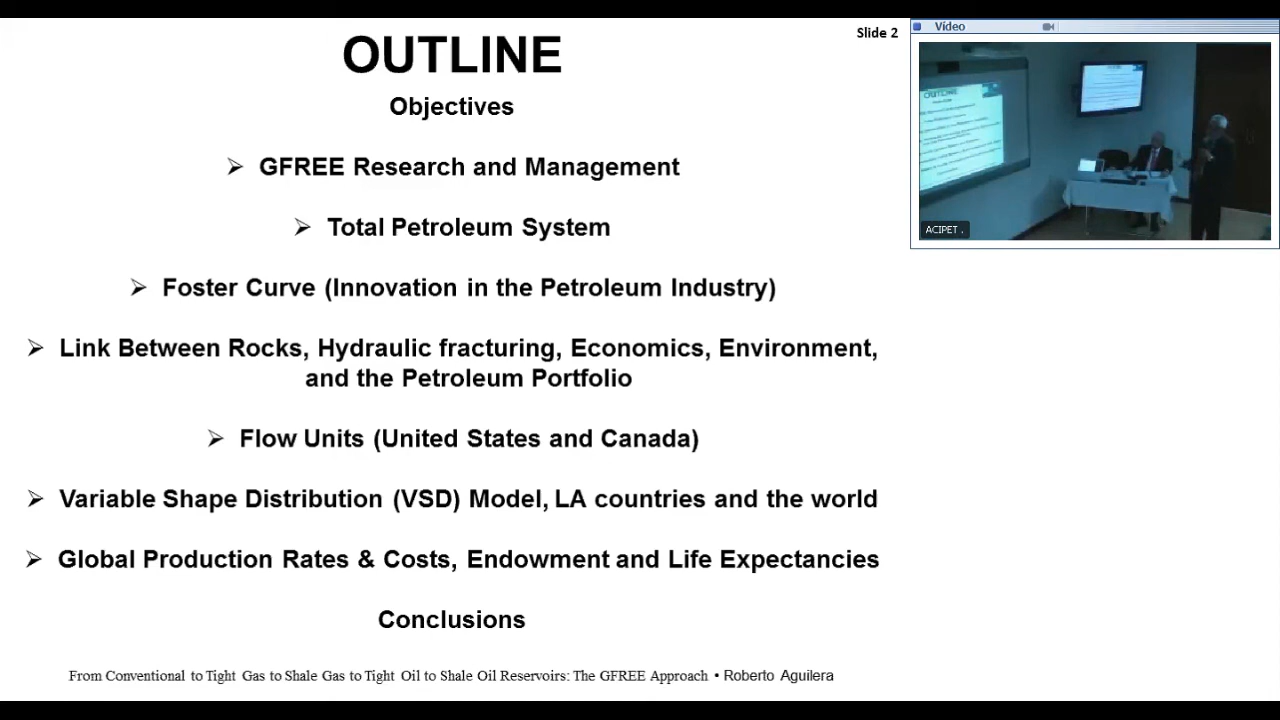 OUTLINE
Slide 2
Objectives
➢ GFREE Research and Management
➢ Total Petroleum System
➢ Foster Curve (Innovation in the Petroleum Industry)
➢ Link Between Rocks, Hydraulic fracturing, Economics, Environment,
and the Petroleum Portfolio
➢ Flow Units (United States and Canada)
➢ Variable Shape Distribution (VSD) Model, LA countries and the world
➢ Global Production Rates & Costs, Endowment and Life Expectancies
Conclusions
From Conventional to Tight Gas to Shale Gas to Tight Oil to Shale Oil Reservoirs: The GFREE Approach • Roberto Aguilera
Vídeo
OUTLINE
ACIPET .